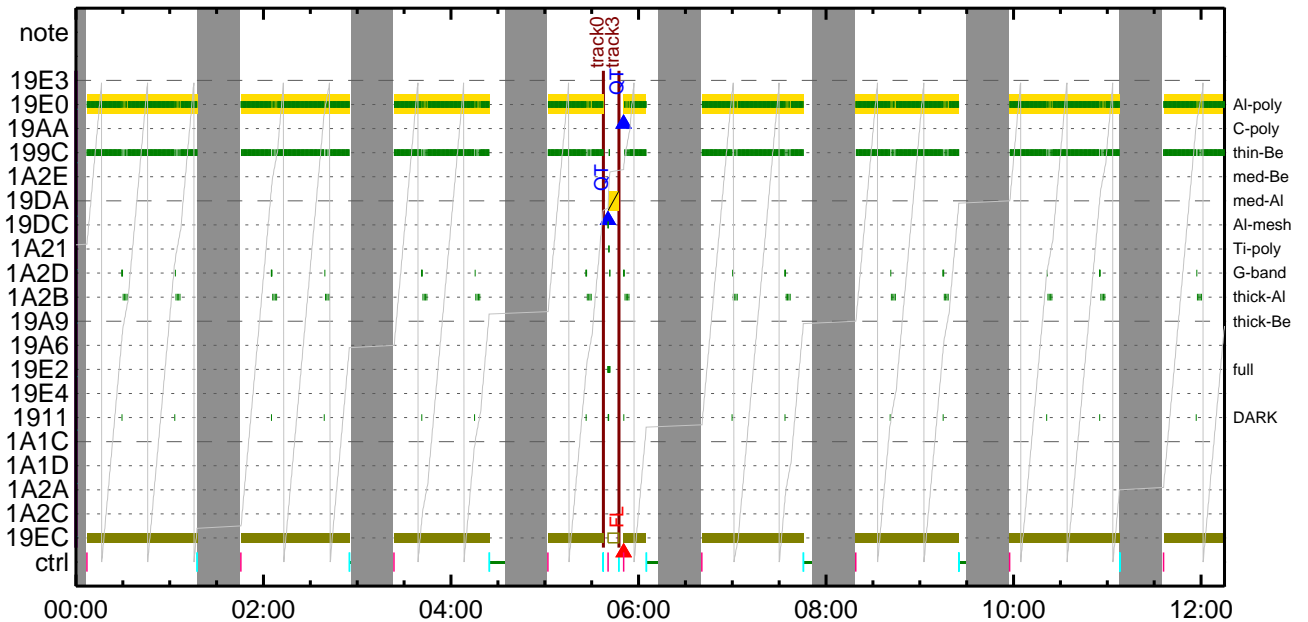 track0
track3
note
QT
19E3
19E0 Al-poly
19AA C-poly
199C thin-Be
1A2E med-Be
QT
19DA med-Al
19DC Al-mesh
1A21 Ti-poly
1A2D G-band
1A2B thick-Al
19A9 thick-Be
19A6
19E2 full
19E4
1911 DARK
1A1C
1A1D
1A2A
1A2C
FL
19EC
ctrl
00:00 02:00 04:00 06:00 08:00 10:00 12:00